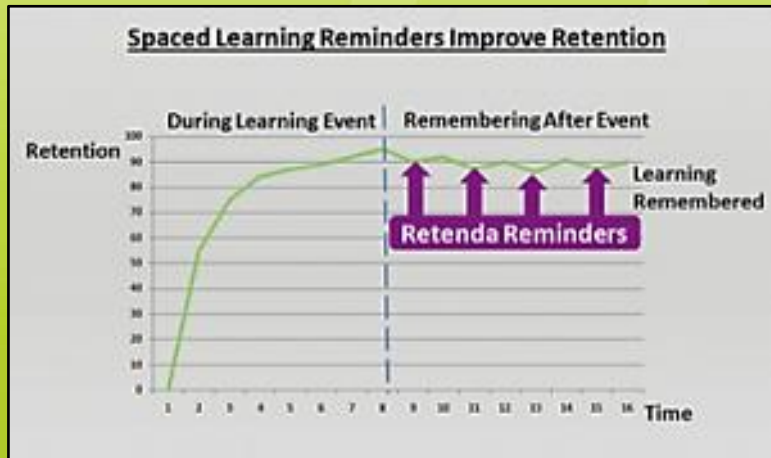 Spaced Learning Reminders Improve Retention
During Learning Event
Remembering After Event
Retention
100
90
80
70
60
50
40
30
20
10
0
Learning
Remembered
Retenda Reminders
1 2 3 4 5 6 7 8 9 10 11 12 13 14 15 16
Time